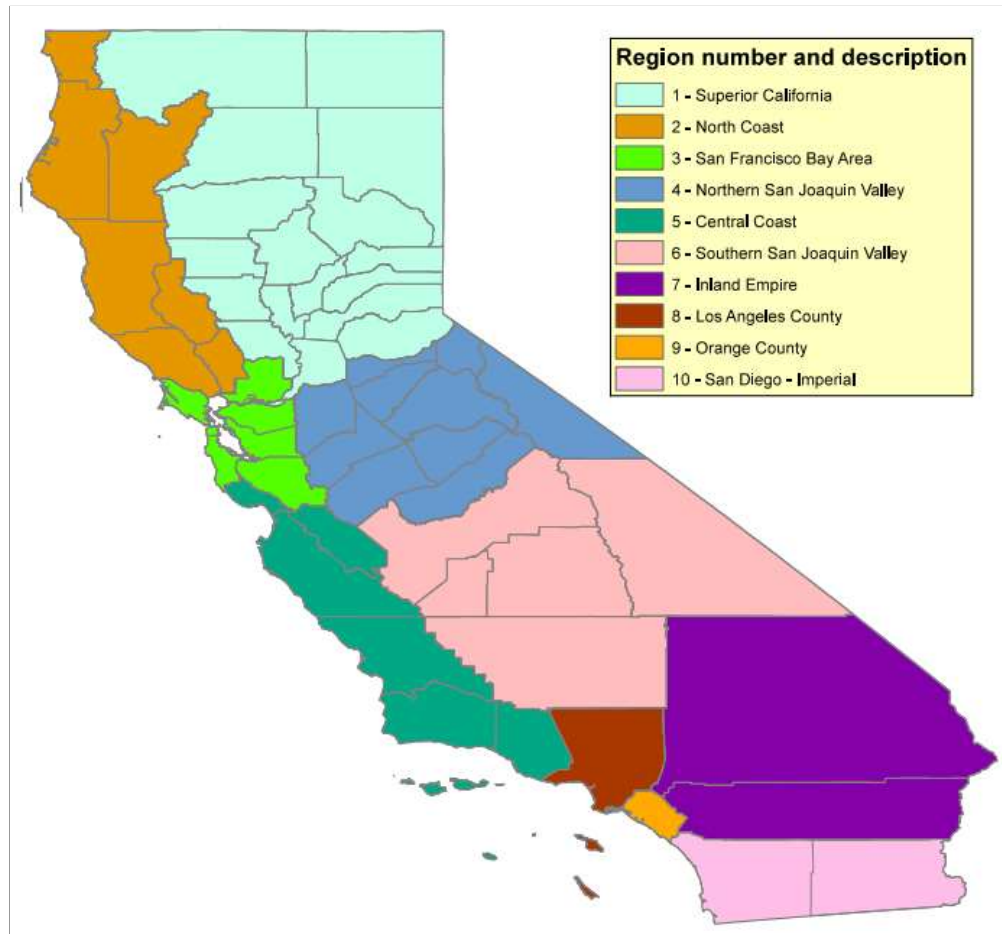 Region number and description
1 - Superior California
2 - North Coast
3 - San Francisco Bay Area
4 - Northern San Joaquin Valley
5 - Central Coast
6 - Southern San Joaquin Valley
7 - Inland Empire
8 - Los Angeles County
9 - Orange County
10 - San Diego - Imperial